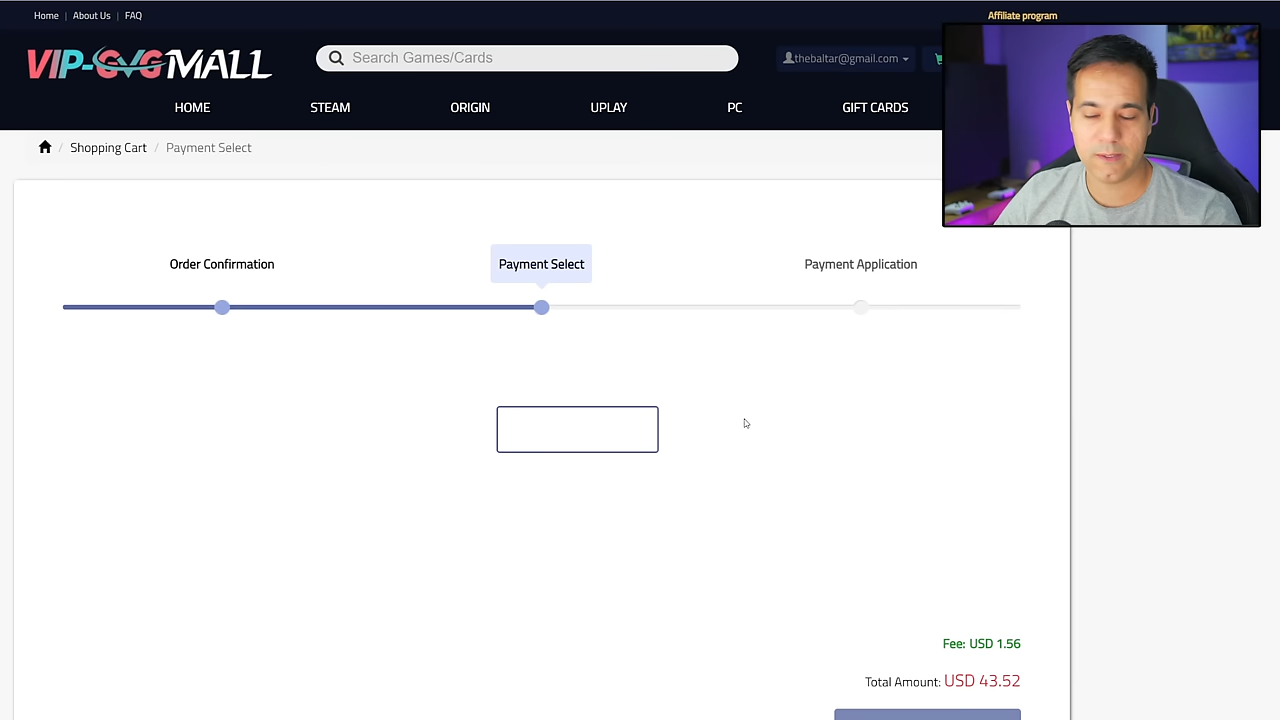 Home | About Us | FAQ
Affiliate program
VIP-GVGMALL
Search Games/Cards
thebaltar@gmail.com
HOME STEAM ORIGIN UPLAY PC GIFT CARDS
/ Shopping Cart / Payment Select
Order Confirmation Payment Select Payment Application
Fee: USD 1.56
Total Amount: USD 43.52